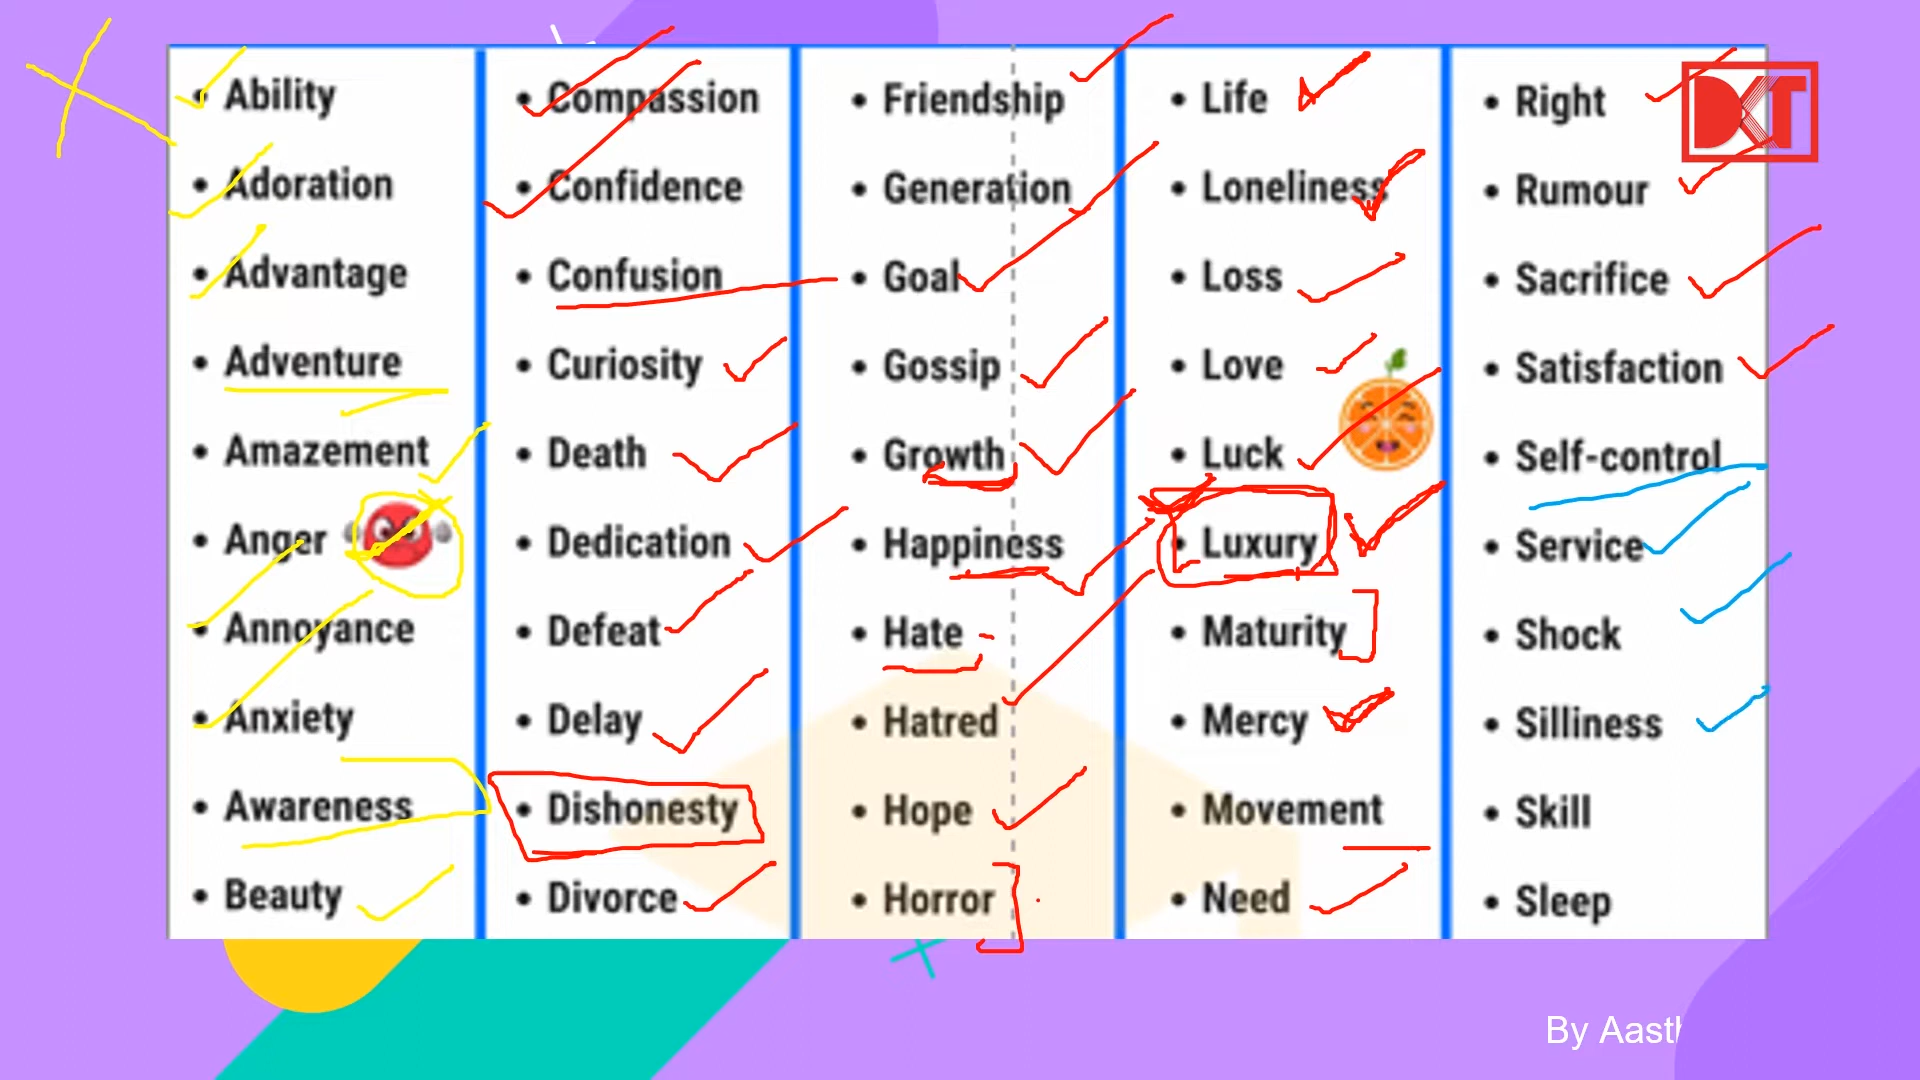 • Ability
• Adoration
• Advantage
• Adventure
• Amazement
• Anger
• Annoyance
• Anxiety
• Awareness
• Beauty
• Compassion
• Confidence
• Confusion
• Curiosity
• Death
• Dedication
• Defeat
• Delay
• Dishonesty
• Divorce
• Friendship
• Generation
• Goal
• Gossip
• Growth
• Happiness
• Hate
• Hatred
• Hope
• Horror
• Life
• Loneliness
• Loss
• Love
• Luck
• Luxury
• Maturity
• Mercy
• Movement
• Need
• Right
• Rumour
• Sacrifice
• Satisfaction
• Self-control
• Service
• Shock
• Silliness
• Skill
• Sleep
DKT
By Aast